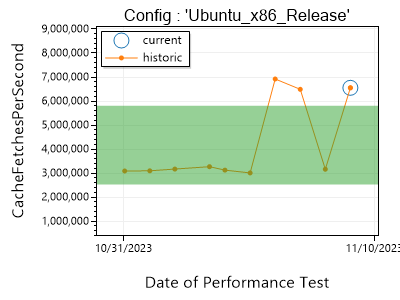 Config : 'Ubuntu_x86_Release'
9,000,000
8,000,000
7,000,000
6,000,000
5,000,000
4,000,000
3,000,000
2,000,000
1,000,000
CacheFetchesPerSecond
current
historic
10/31/2023
11/10/2023
Date of Performance Test